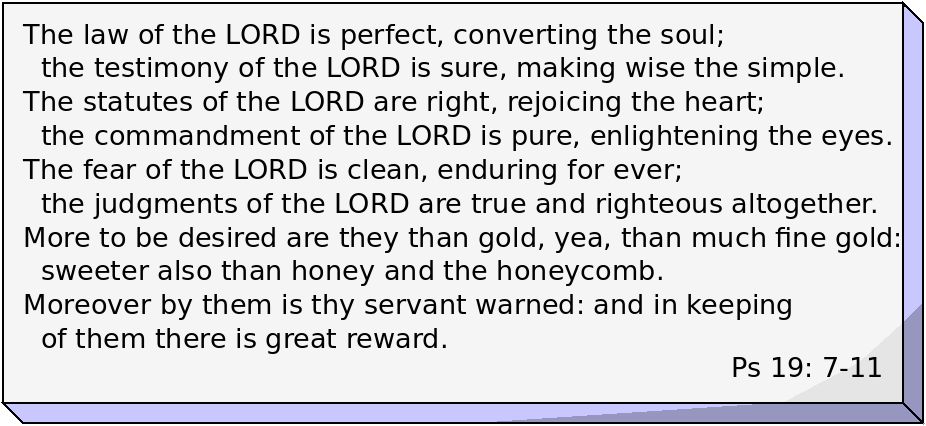 The law of the LORD is perfect, converting the soul;
the testimony of the LORD is sure, making wise the simple.
The statutes of the LORD are right, rejoicing the heart;
the commandment of the LORD is pure, enlightening the eyes.
The fear of the LORD is clean, enduring for ever;
the judgments of the LORD are true and righteous altogether.
More to be desired are they than gold, yea, than much fine gold:
sweeter also than honey and the honeycomb.
Moreover by them is thy servant warned: and in keeping
of them there is great reward.
Ps 19: 7-11